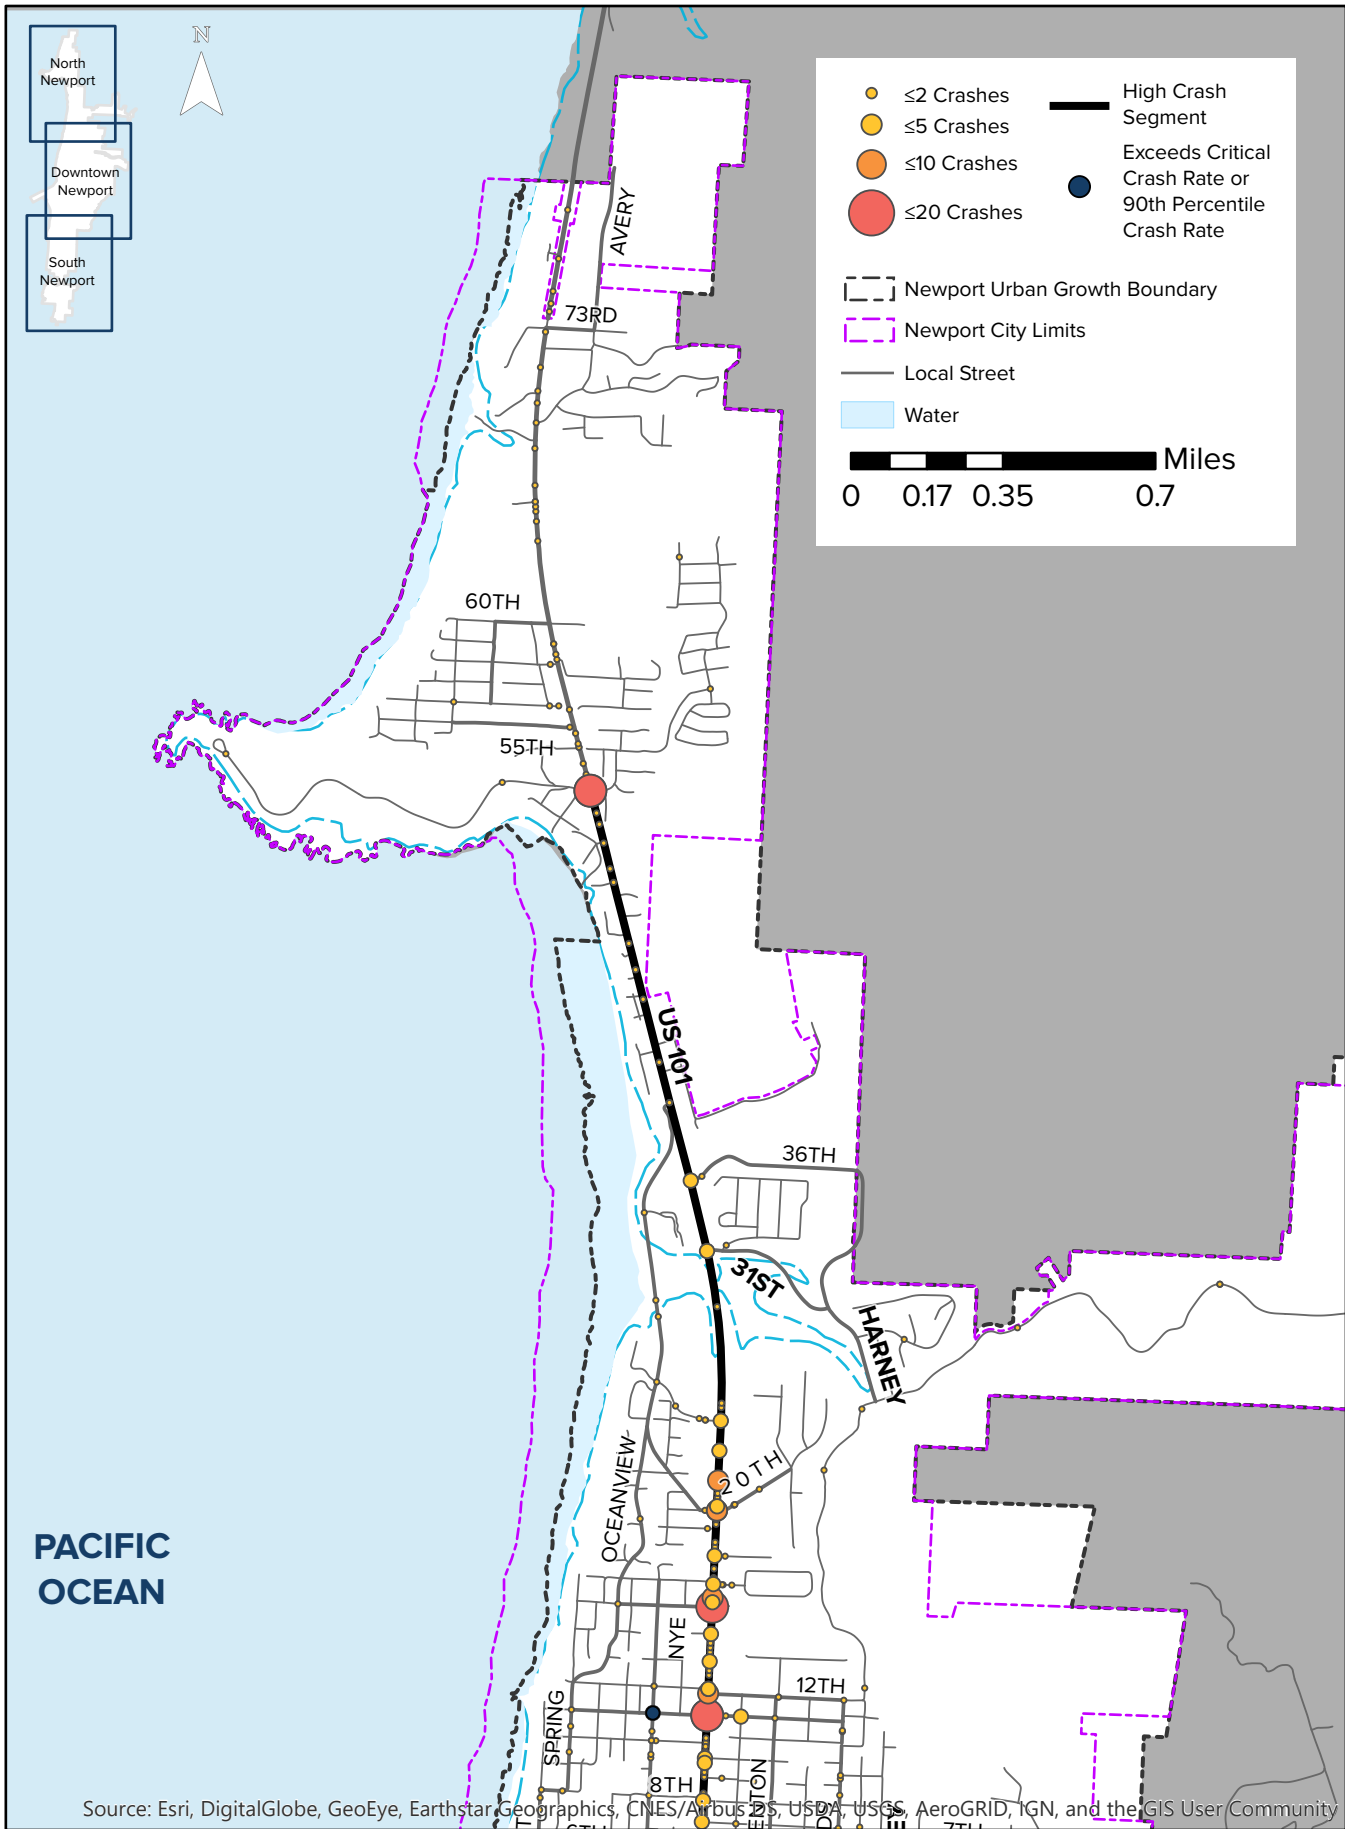 North
Newport
Downtown
Newport
South
Newport
N
≤2 Crashes
≤5 Crashes
≤10 Crashes
≤20 Crashes
High Crash
Segment
Exceeds Critical
Crash Rate or
90th Percentile
Crash Rate
Newport Urban Growth Boundary
Newport City Limits
Local Street
Water
Miles
0 0.17 0.35 0.7
AVERY
73RD
60TH
55TH
US 101
36TH
31ST
HARNEY
20TH
OCEANVIEW
PACIFIC
OCEAN
NYE
12TH
SPRING
8TH
ENTON
Source: Esri, DigitalGlobe, GeoEye, Earthstar Geographics, CNES/Airbus DS, USDA, USGS, AeroGRID, IGN, and the GIS User Community